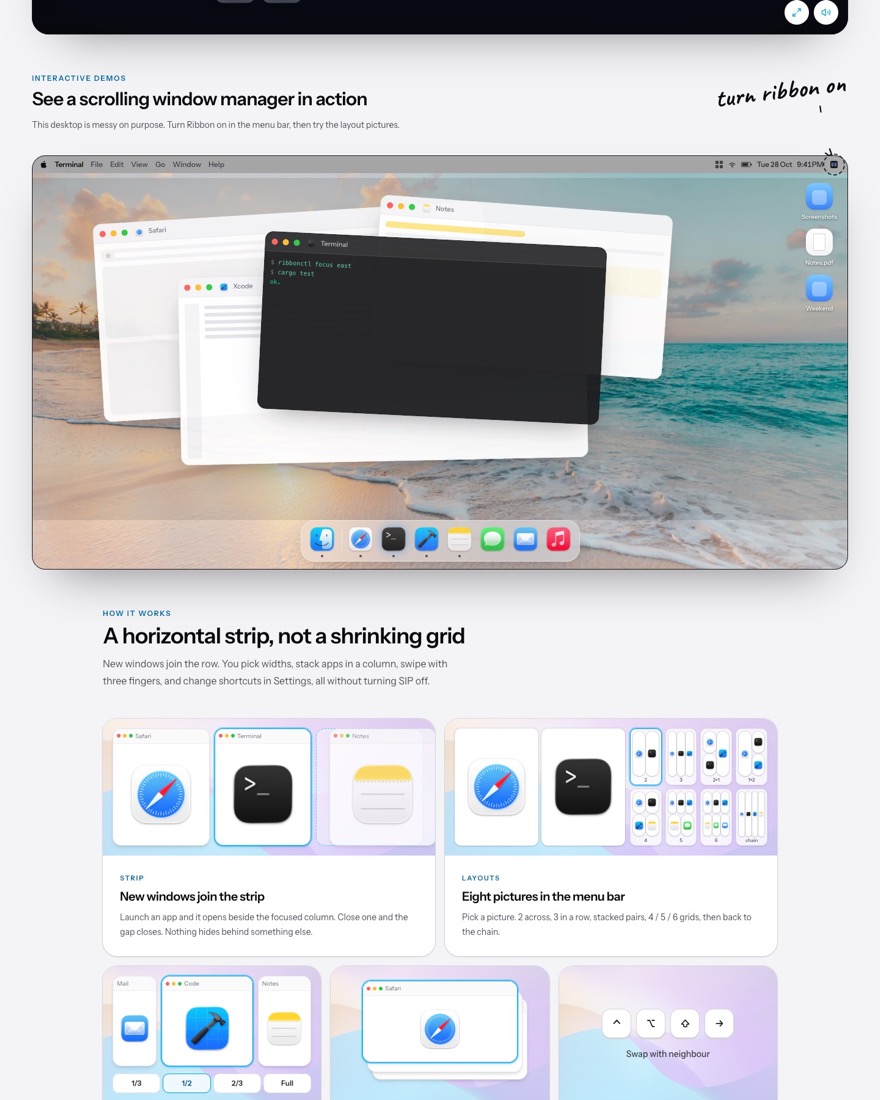 INTERACTIVE DEMOS
See a scrolling window manager in action
This desktop is messy on purpose. Turn Ribbon on in the menu bar, then try the layout pictures.
turn ribbon on
Terminal File Edit View Go Window Help
Tue 28 Oct 9:41PM
Safari
Notes
Terminal
$ ribbonctl focus east
$ cargo test
ok.
Xcode
Screenshots
Notes.pdf
Weekend
>_
HOW IT WORKS
A horizontal strip, not a shrinking grid
New windows join the row. You pick widths, stack apps in a column, swipe with
three fingers, and change shortcuts in Settings, all without turning SIP off.
Safari
Terminal
Notes
>_
>_
2
3
2+1
1+2
4
5
6
chain
STRIP
New windows join the strip
Launch an app and it opens beside the focused column. Close one and the
gap closes. Nothing hides behind something else.
LAYOUTS
Eight pictures in the menu bar
Pick a picture. 2 across, 3 in a row, stacked pairs, 4 / 5 / 6 grids, then back to
the chain.
Mail
Code
Notes
1/3
1/2
2/3
Full
Safari
⌃ ⌥ ⇧ →
Swap with neighbour